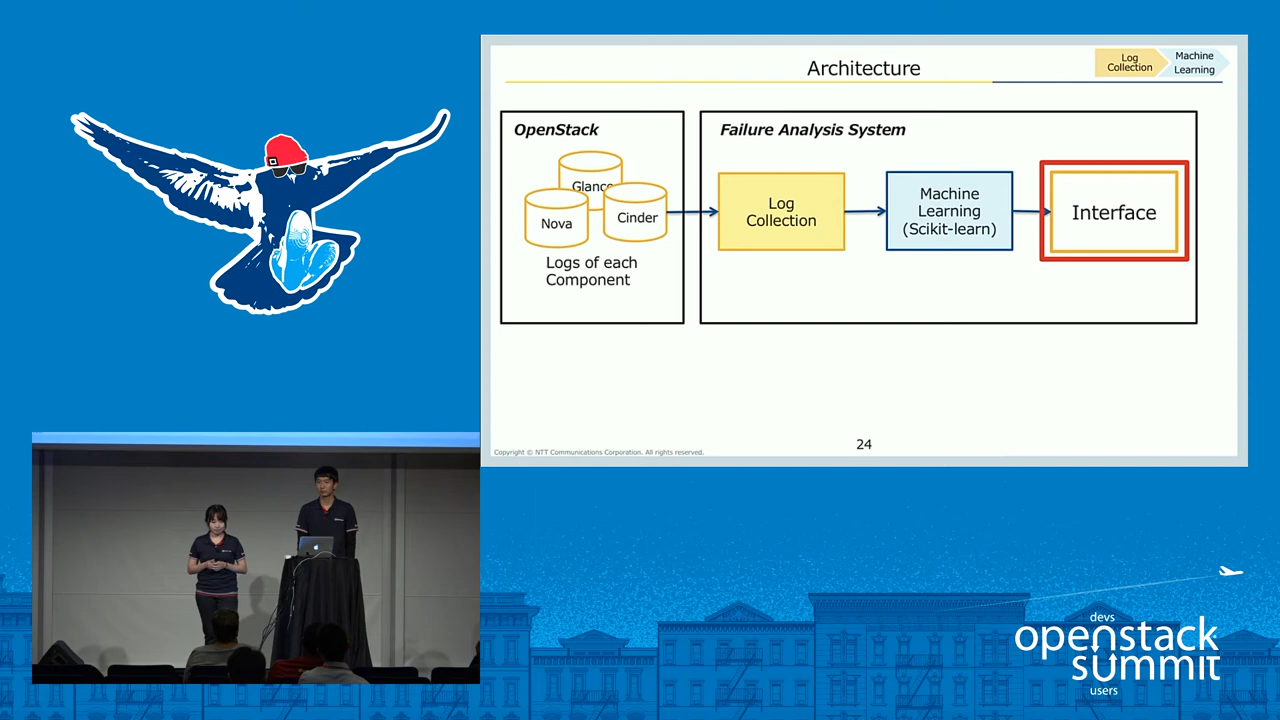 Architecture
Log
Collection
Machine
Learning
OpenStack
Glance
Nova
Cinder
Logs of each
Component
Failure Analysis System
Log
Collection
Machine
Learning
(Scikit-learn)
Interface
24
Copyright © NTT Communications Corporation. All rights reserved.
devs
openstack
summit
users